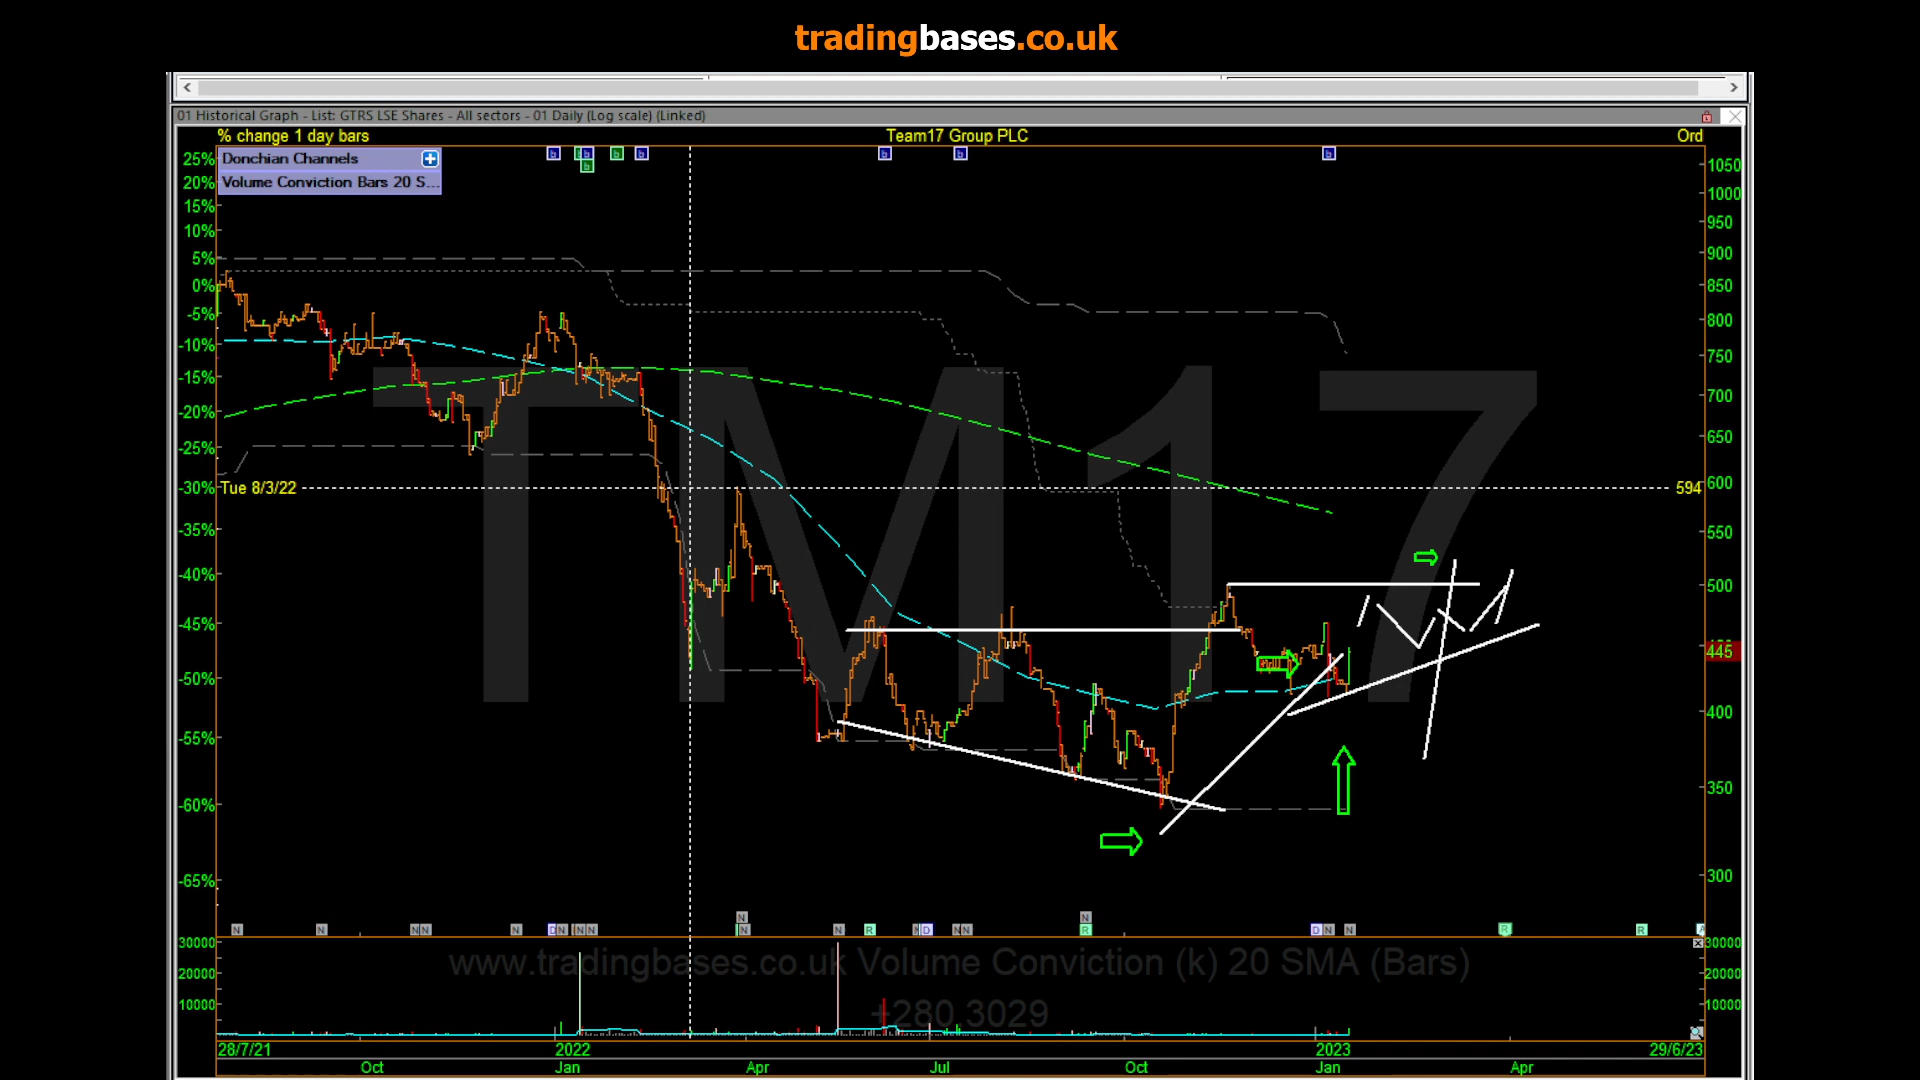 tradingbases.co.uk
01 Historical Graph - List: GTRS LSE Shares - All sectors - 01 Daily (Log scale) (Linked)
% change 1 day bars Team17 Group PLC Ord
Donchian Channels
Volume Conviction Bars 20 S...
25% 1050
20% 1000
15% 950
10% 900
5% 850
0% 800
-5% 750
-10% 700
-15% 650
-20% 600
-25% 550
-30% 500
-35% 445
-40% 400
-45% 350
-50% 300
-55%
-60%
-65%
Tue 8/3/22 594
TM17
30000 30000
20000 20000
10000 10000
www.tradingbases.co.uk Volume Conviction (k) 20 SMA (Bars)
+280 3029
28/7/21 2022 2023 29/6/23
Oct Jan Apr Jul Oct Jan Apr